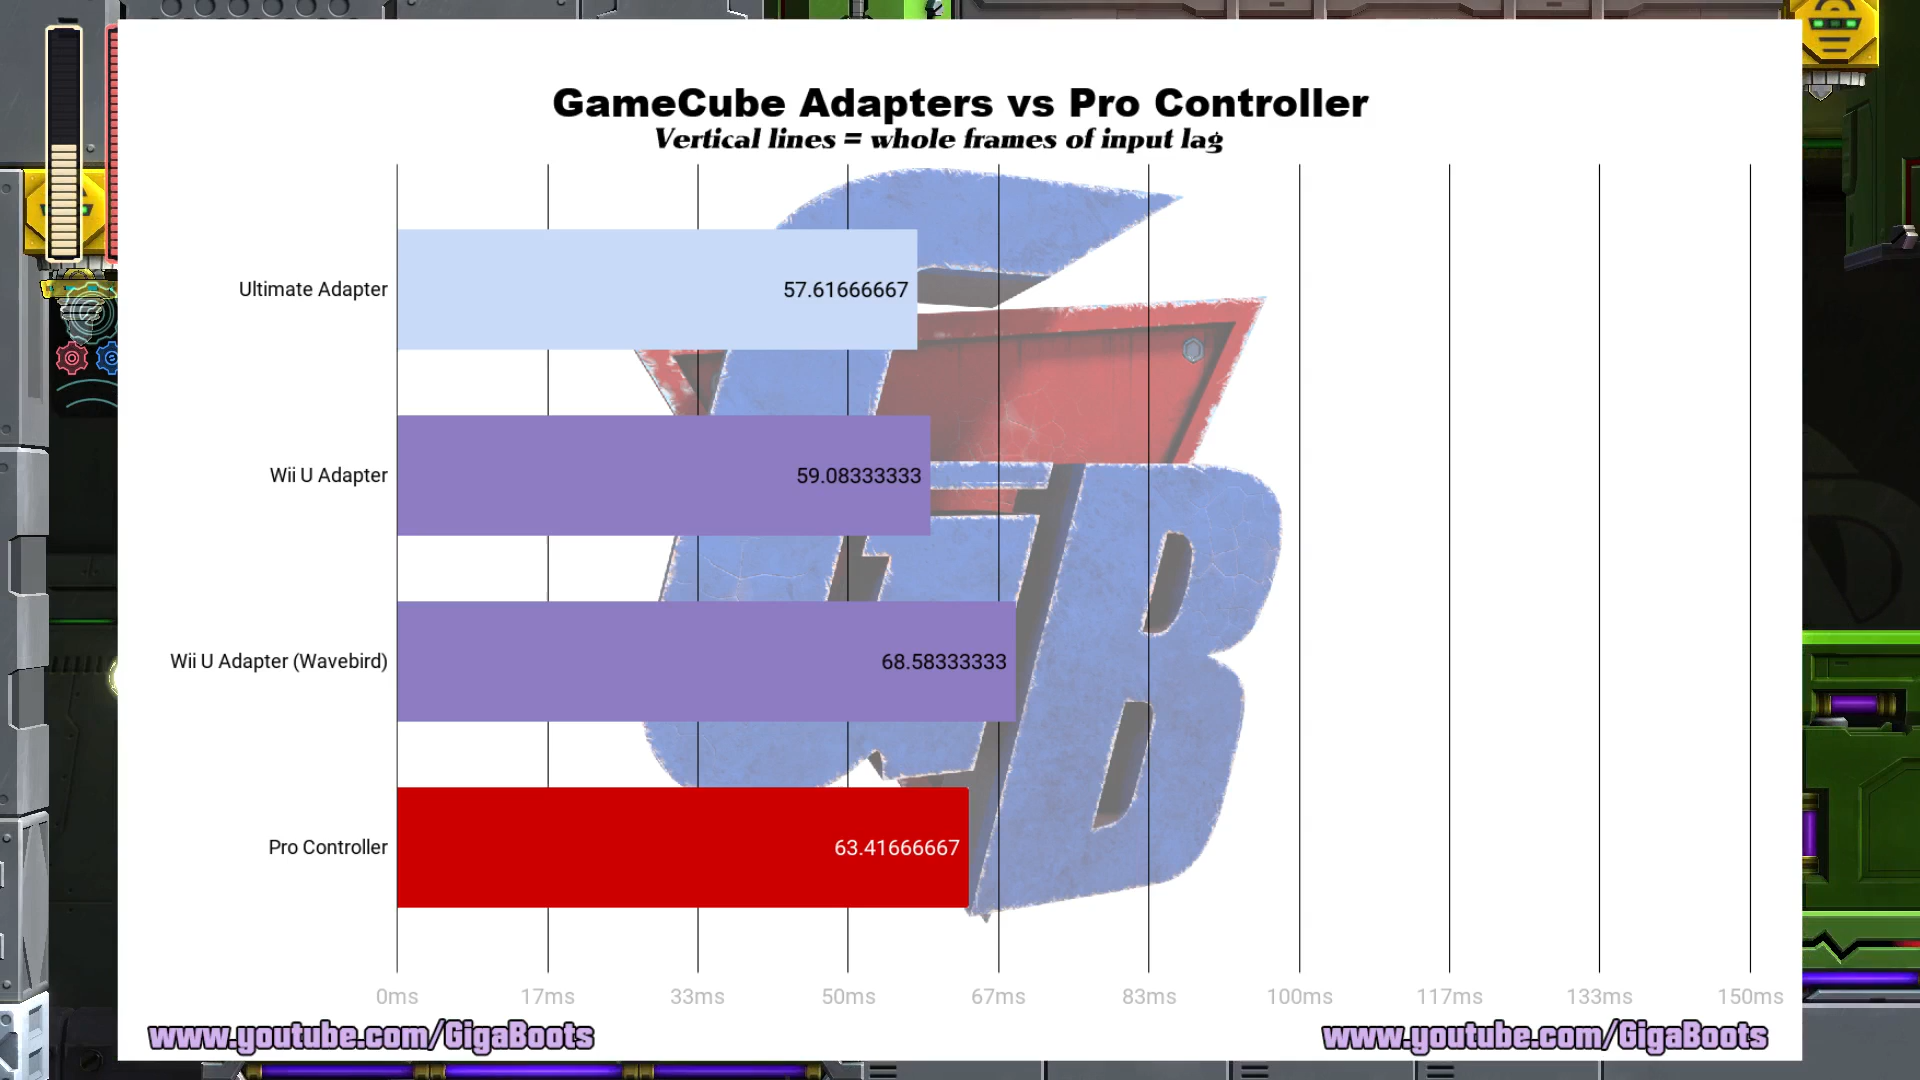 GameCube Adapters vs Pro Controller
Vertical lines = whole frames of input lag
Ultimate Adapter 57.61666667
Wii U Adapter 59.08333333
Wii U Adapter (Wavebird) 68.58333333
Pro Controller 63.41666667
0ms 17ms 33ms 50ms 67ms 83ms 100ms 117ms 133ms 150ms
www.youtube.com/GigaBoots www.youtube.com/GigaBoots
GB